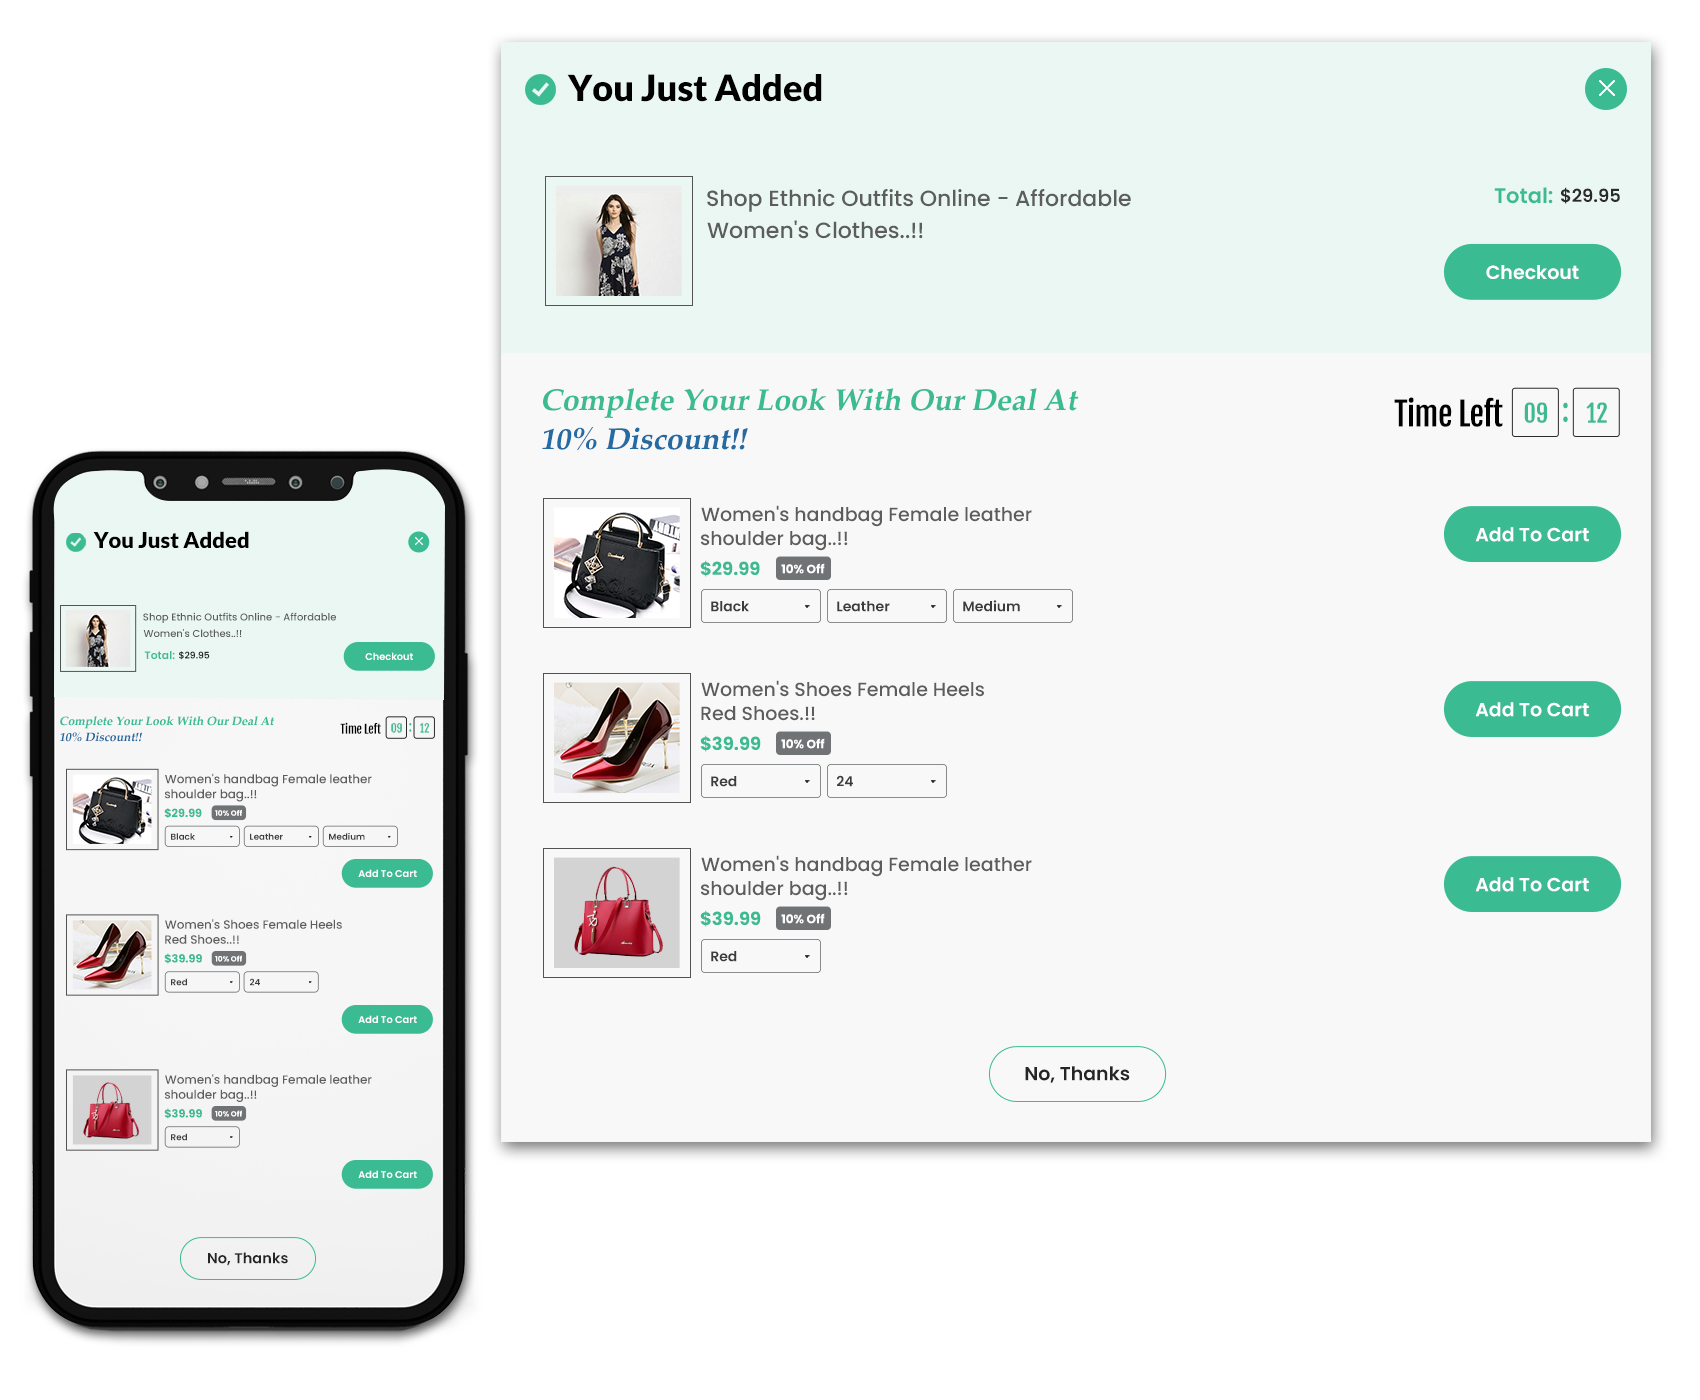 You Just Added
Shop Ethnic Outfits Online - Affordable
Women's Clothes..!!
Total: $29.95
Checkout
Complete Your Look With Our Deal At
10% Discount!!
Time Left 09 : 12
Women's handbag Female leather
shoulder bag..!!
$29.99 10% Off
Black Leather Medium
Add To Cart
Women's Shoes Female Heels
Red Shoes.!!
$39.99 10% Off
Red 24
Add To Cart
Women's handbag Female leather
shoulder bag..!!
$39.99 10% Off
Red
Add To Cart
No, Thanks
You Just Added
Shop Ethnic Outfits Online - Affordable
Women's Clothes..!!
Total: $29.95
Checkout
Complete Your Look With Our Deal At
10% Discount!!
Time Left 09 : 12
Women's handbag Female leather
shoulder bag..!!
$29.99 10% Off
Black Leather Medium
Add To Cart
Women's Shoes Female Heels
Red Shoes..!!
$39.99 10% Off
Red 24
Add To Cart
Women's handbag Female leather
shoulder bag..!!
$39.99 10% Off
Red
Add To Cart
No, Thanks